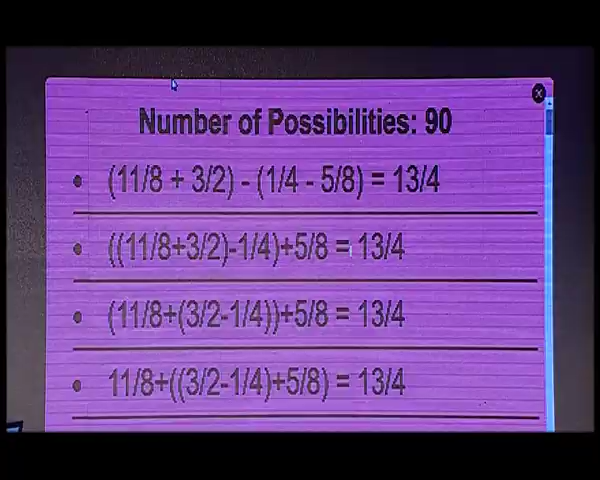 Number of Possibilities: 90
(11/8 + 3/2) - (1/4 - 5/8) = 13/4
((11/8+3/2)-1/4)+5/8 = 13/4
(11/8+(3/2-1/4))+5/8 = 13/4
11/8+((3/2-1/4)+5/8) = 13/4